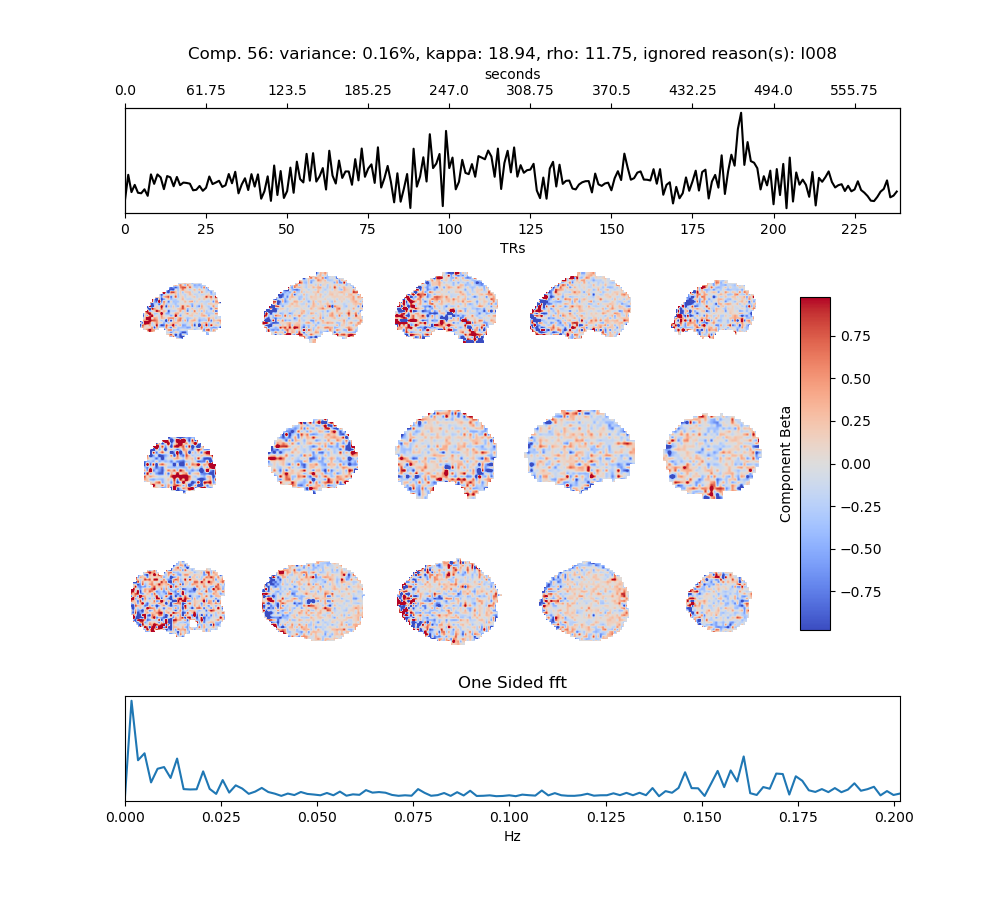 Comp. 56: variance: 0.16%, kappa: 18.94, rho: 11.75, ignored reason(s): I008
seconds
0.0 61.75 123.5 185.25 247.0 308.75 370.5 432.25 494.0 555.75
0 25 50 75 100 125 150 175 200 225
TRs
0.75
0.50
0.25
0.00
−0.25
−0.50
−0.75
Component Beta
One Sided fft
0.000 0.025 0.050 0.075 0.100 0.125 0.150 0.175 0.200
Hz